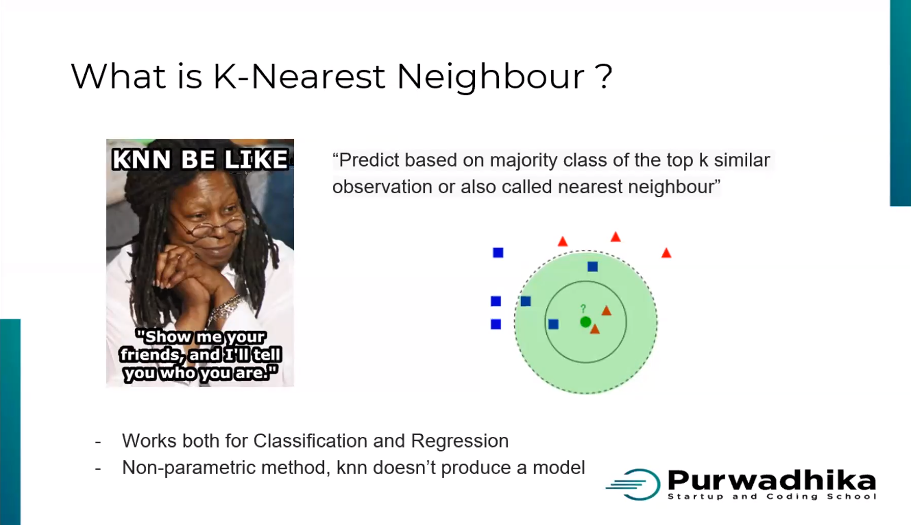 What is K-Nearest Neighbour ?
KNN BE LIKE
"Show me your
friends, and I'll tell
you who you are."
“Predict based on majority class of the top k similar
observation or also called nearest neighbour”
?
- Works both for Classification and Regression
- Non-parametric method, knn doesn’t produce a model
Purwadhika
Startup and Coding School